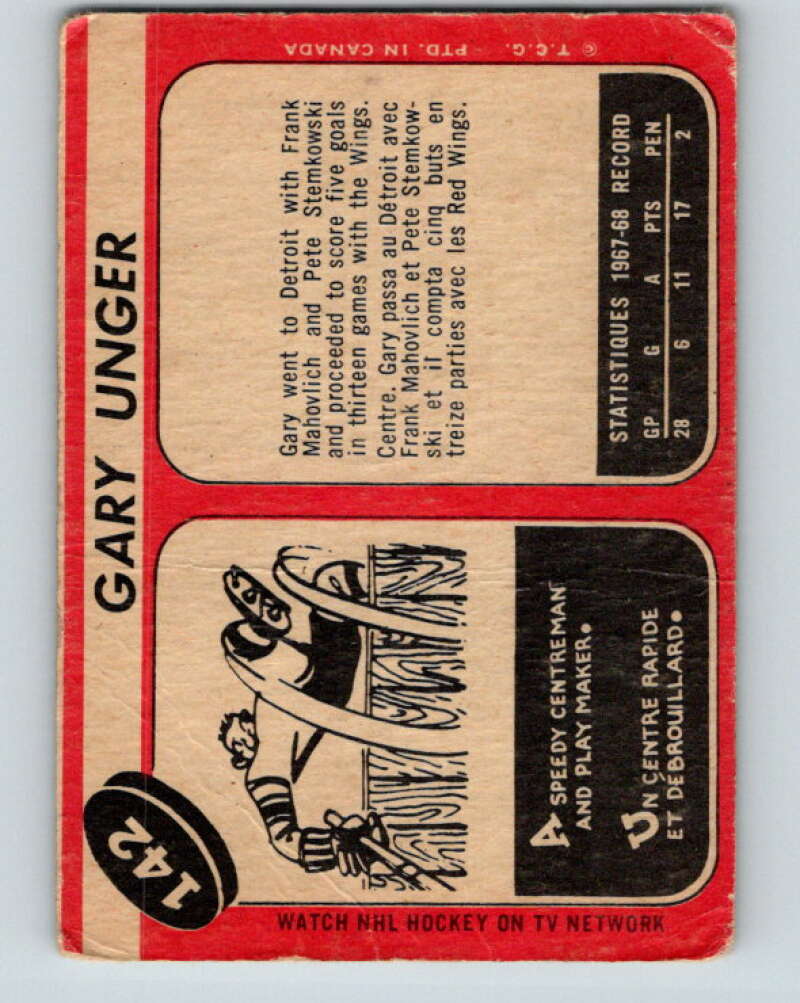 GARY UNGER
142
WATCH NHL HOCKEY ON TV NETWORK
A SPEEDY CENTREMAN
AND PLAY MAKER.
UN CENTRE RAPIDE
ET DÉBROUILLARD.
Gary went to Detroit with Frank
Mahovlich and Pete Stemkowski
and proceeded to score five goals
in thirteen games with the Wings.
Centre. Gary passa au Détroit avec
Frank Mahovlich et Pete Stemkow-
ski et il compta cinq buts en
treize parties avec les Red Wings.
STATISTIQUES 1967-68 RECORD
GP G A PTS PEN
28 6 11 17 2
© T.C.G. - PTD. IN CANADA